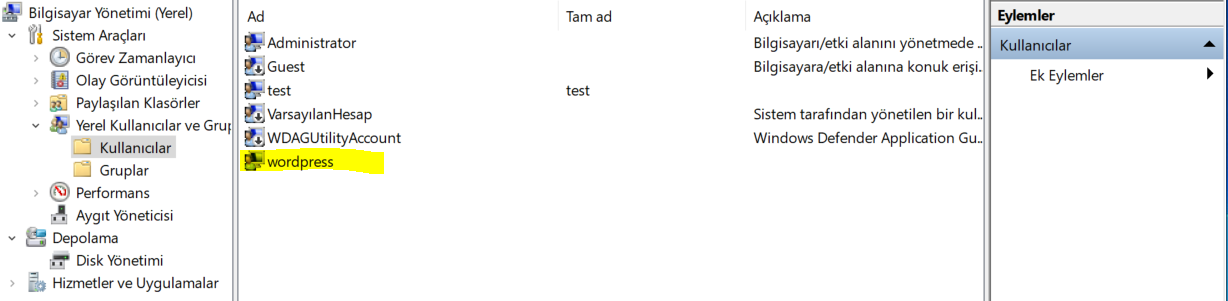 Bilgisayar Yönetimi (Yerel)
Sistem Araçları
Görev Zamanlayıcı
Olay Görüntüleyicisi
Paylaşılan Klasörler
Yerel Kullanıcılar ve Grup
Kullanıcılar
Gruplar
Performans
Aygıt Yöneticisi
Depolama
Disk Yönetimi
Hizmetler ve Uygulamalar
Ad Tam ad Açıklama
Administrator Bilgisayarı/etki alanını yönetmede ..
Guest Bilgisayara/etki alanına konuk erişi..
test test
VarsayılanHesap Sistem tarafından yönetilen bir kul..
WDAGUtilityAccount Windows Defender Application Gu..
wordpress
Eylemler
Kullanıcılar
Ek Eylemler